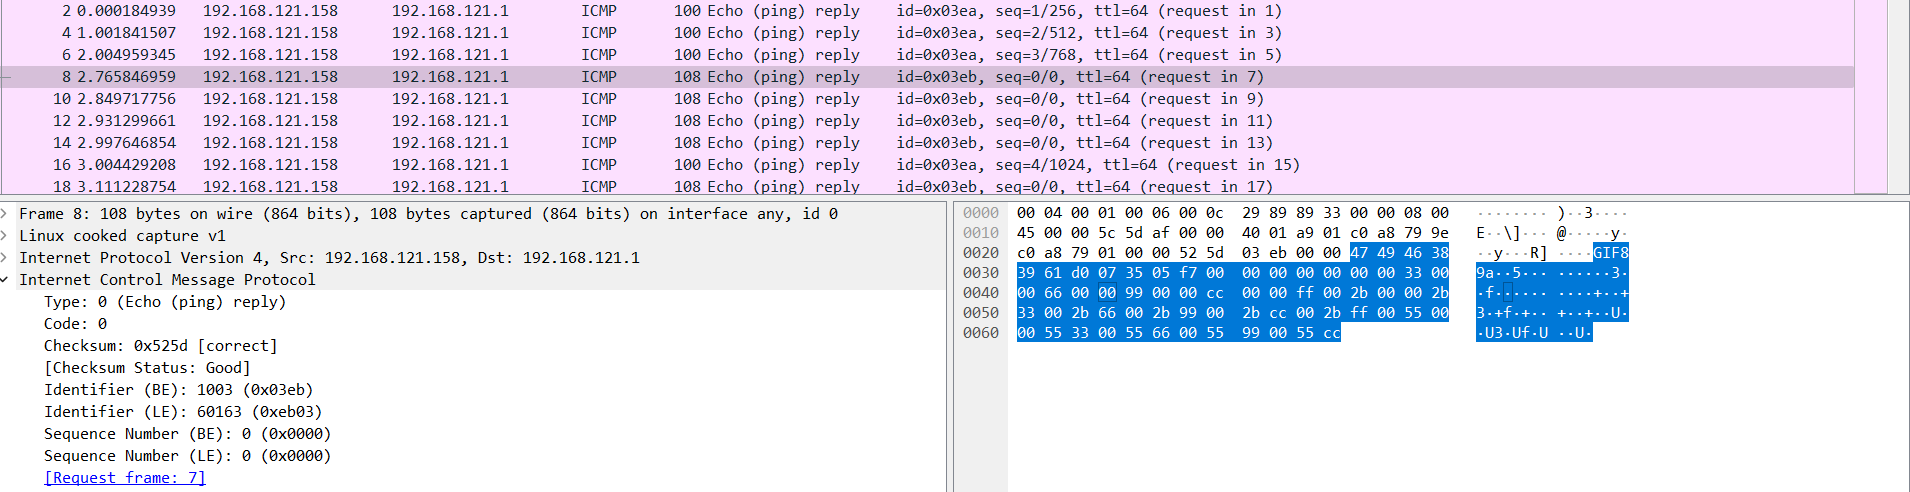 2 0.000184939 192.168.121.158 192.168.121.1 ICMP 100 Echo (ping) reply id=0x03ea, seq=1/256, ttl=64 (request in 1)
4 1.001841507 192.168.121.158 192.168.121.1 ICMP 100 Echo (ping) reply id=0x03ea, seq=2/512, ttl=64 (request in 3)
6 2.004959345 192.168.121.158 192.168.121.1 ICMP 100 Echo (ping) reply id=0x03ea, seq=3/768, ttl=64 (request in 5)
8 2.765846959 192.168.121.158 192.168.121.1 ICMP 108 Echo (ping) reply id=0x03eb, seq=0/0, ttl=64 (request in 7)
10 2.849717756 192.168.121.158 192.168.121.1 ICMP 108 Echo (ping) reply id=0x03eb, seq=0/0, ttl=64 (request in 9)
12 2.931299661 192.168.121.158 192.168.121.1 ICMP 108 Echo (ping) reply id=0x03eb, seq=0/0, ttl=64 (request in 11)
14 2.997646854 192.168.121.158 192.168.121.1 ICMP 108 Echo (ping) reply id=0x03eb, seq=0/0, ttl=64 (request in 13)
16 3.004429208 192.168.121.158 192.168.121.1 ICMP 100 Echo (ping) reply id=0x03ea, seq=4/1024, ttl=64 (request in 15)
18 3.111228754 192.168.121.158 192.168.121.1 ICMP 108 Echo (ping) reply id=0x03eb, seq=0/0, ttl=64 (request in 17)
Frame 8: 108 bytes on wire (864 bits), 108 bytes captured (864 bits) on interface any, id 0
Linux cooked capture v1
Internet Protocol Version 4, Src: 192.168.121.158, Dst: 192.168.121.1
Internet Control Message Protocol
Type: 0 (Echo (ping) reply)
Code: 0
Checksum: 0x525d [correct]
[Checksum Status: Good]
Identifier (BE): 1003 (0x03eb)
Identifier (LE): 60163 (0xeb03)
Sequence Number (BE): 0 (0x0000)
Sequence Number (LE): 0 (0x0000)
[Request frame: 7]
0000 00 04 00 01 00 06 00 0c 29 89 89 33 00 00 08 00 ········ )··3····
0010 45 00 00 5c 5d af 00 00 40 01 a9 01 c0 a8 79 9e E··\]··· @·····y·
0020 c0 a8 79 01 00 00 52 5d 03 eb 00 00 47 49 46 38 ··y···R] ····GIF8
0030 39 61 d0 07 35 05 f7 00 00 00 00 00 00 00 33 00 9a··5··· ······3·
0040 00 66 00 00 99 00 00 cc 00 00 ff 00 2b 00 00 2b ·f······ ····+··+
0050 33 00 2b 66 00 2b 99 00 2b cc 00 2b ff 00 55 00 3·+f·+·· +··+··U·
0060 00 55 33 00 55 66 00 55 99 00 55 cc ·U3·Uf·U ··U·